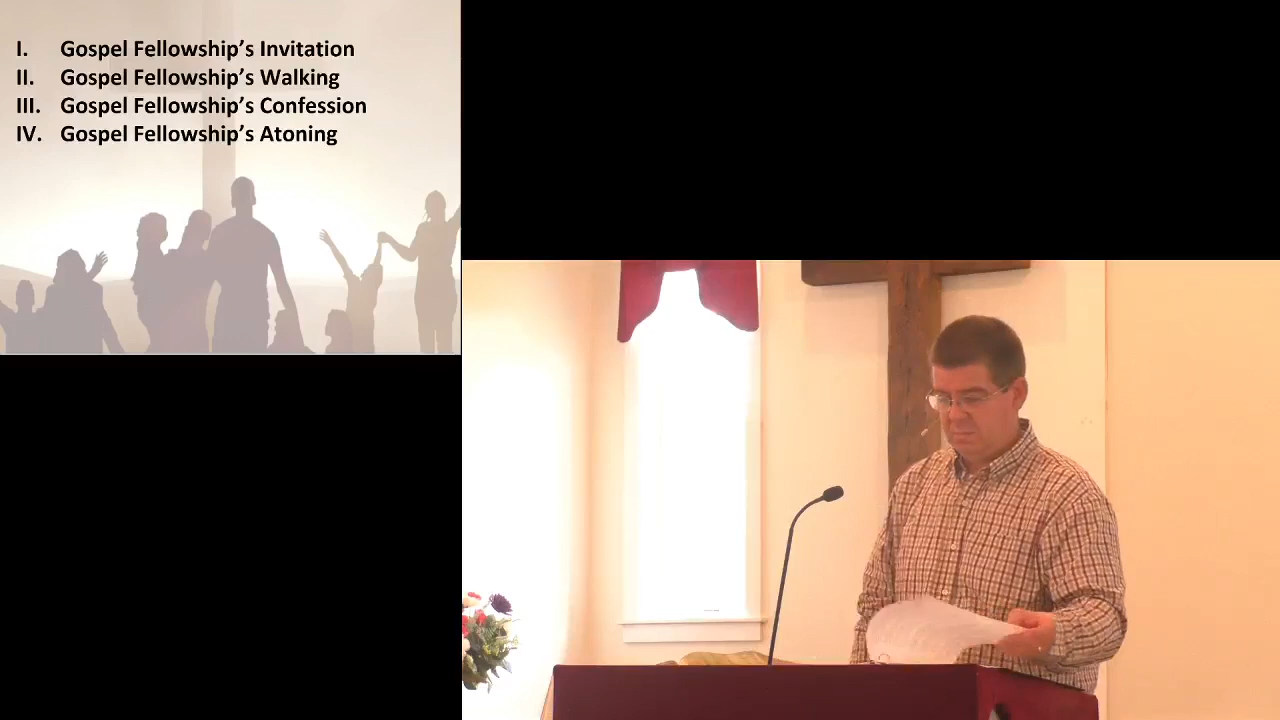 I. Gospel Fellowship’s Invitation
II. Gospel Fellowship’s Walking
III. Gospel Fellowship’s Confession
IV. Gospel Fellowship’s Atoning